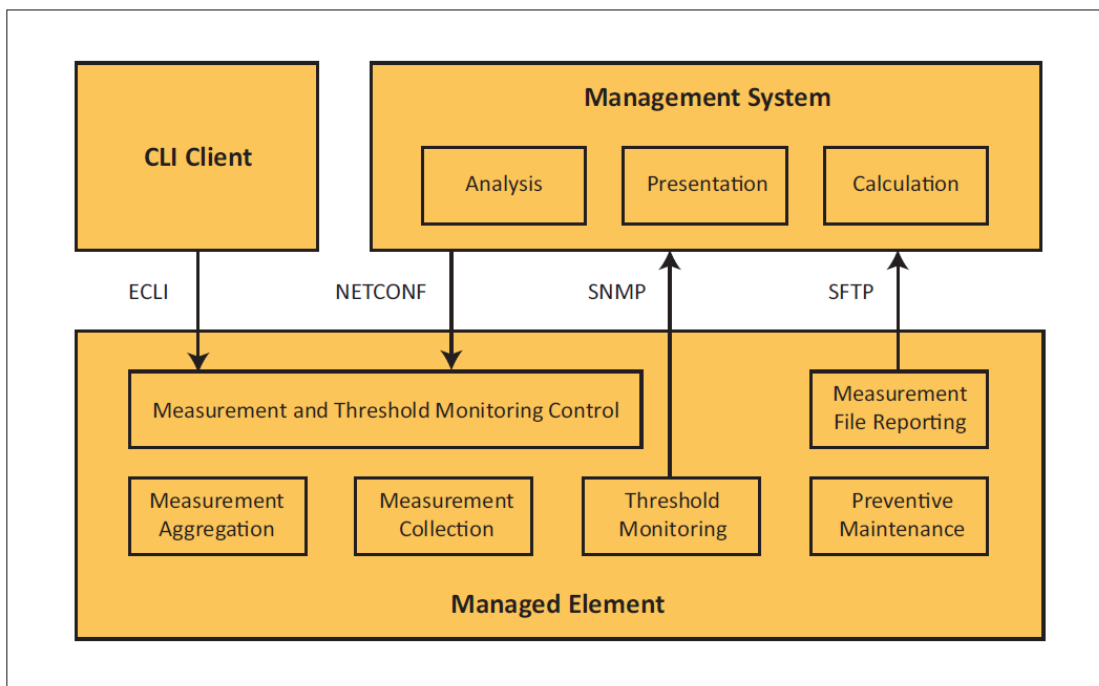 CLI Client
Management System
Analysis
Presentation
Calculation
ECLI
NETCONF
SNMP
SFTP
Measurement and Threshold Monitoring Control
Measurement
File Reporting
Measurement
Aggregation
Measurement
Collection
Threshold
Monitoring
Preventive
Maintenance
Managed Element